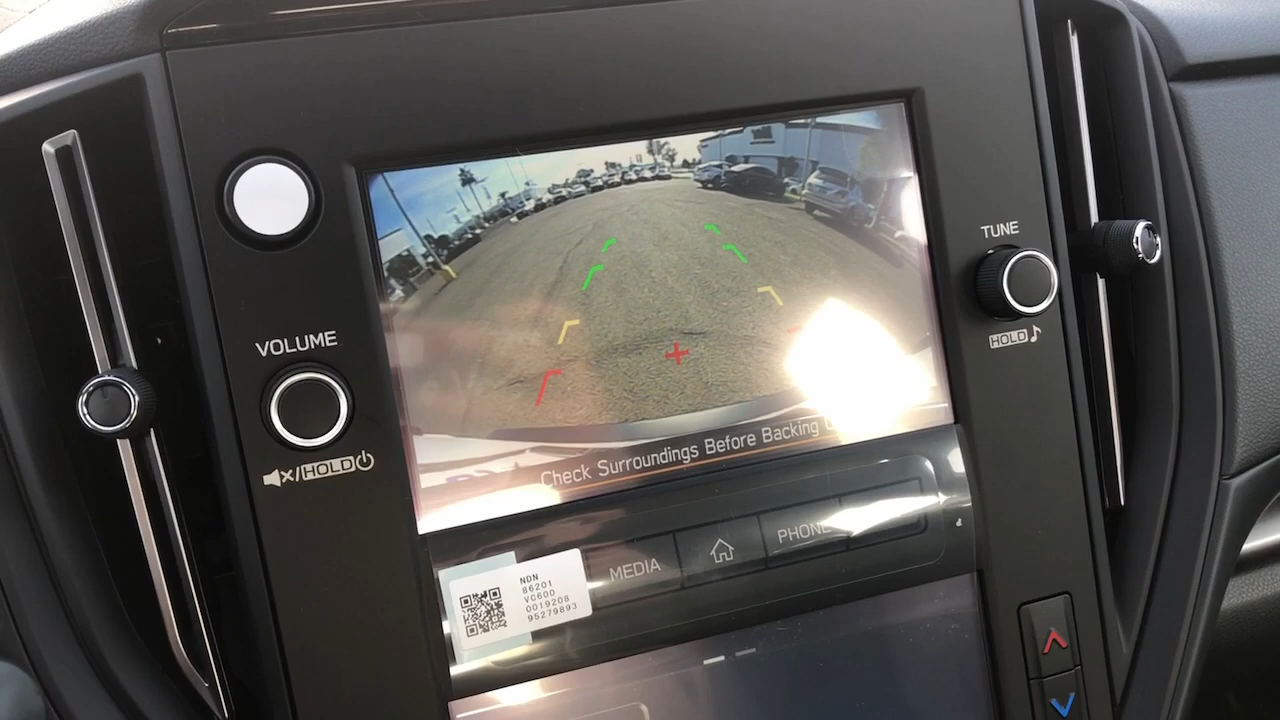 TUNE
HOLD
VOLUME
/HOLD
Check Surroundings Before Backing
MEDIA
PHONE
NDN
86201
VC600
0019208
95279893